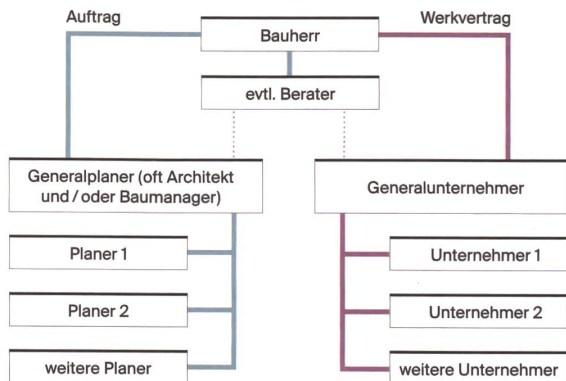 Auftrag
Werkvertrag
Bauherr
evtl. Berater
Generalplaner (oft Architekt
und / oder Baumanager)
Generalunternehmer
Planer 1
Unternehmer 1
Planer 2
Unternehmer 2
weitere Planer
weitere Unternehmer